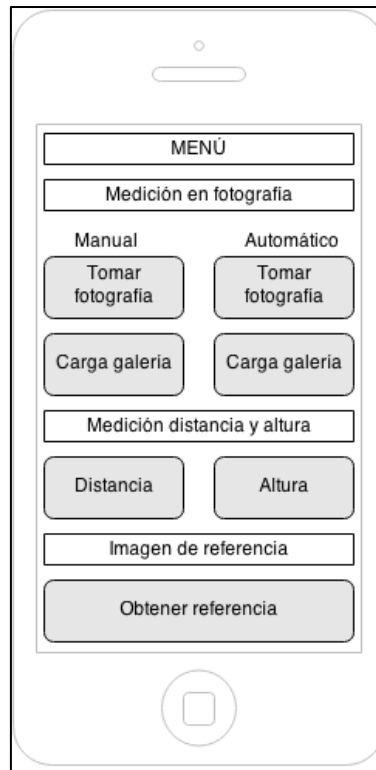 MENÚ
Medición en fotografía
Manual Automático
Tomar Tomar
fotografía fotografía
Carga galería Carga galería
Medición distancia y altura
Distancia Altura
Imagen de referencia
Obtener referencia